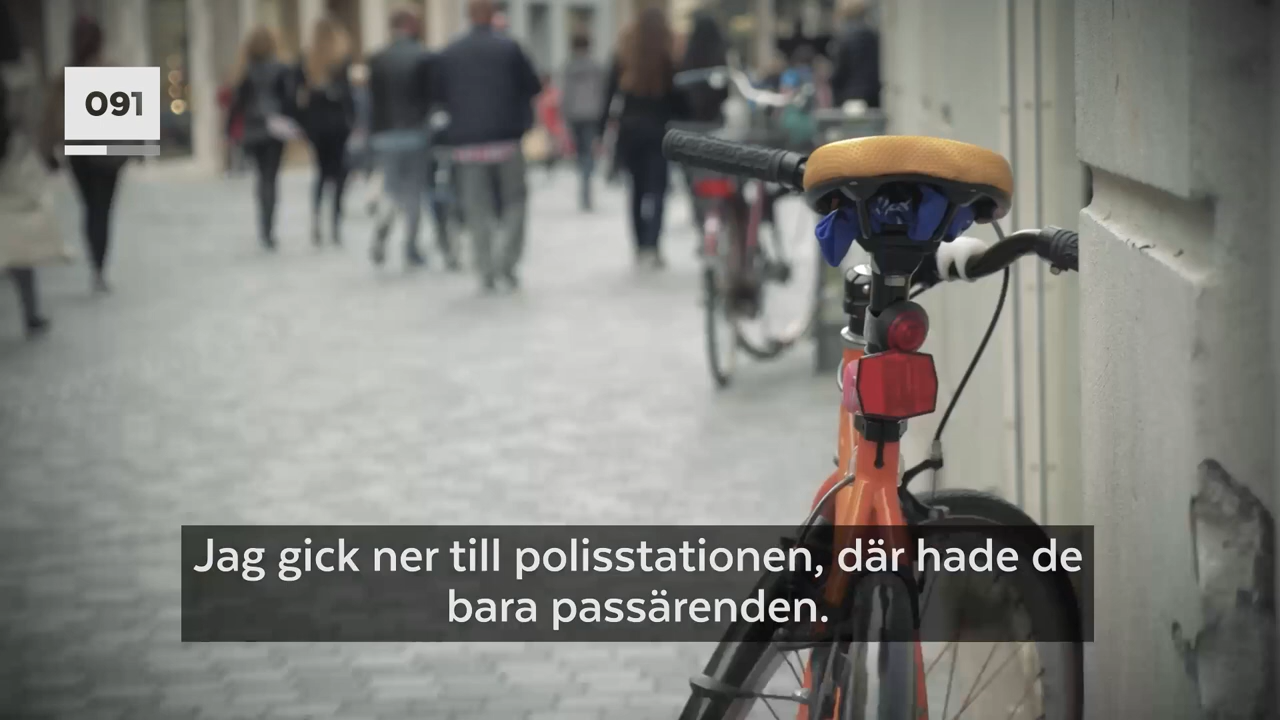 091
Jag gick ner till polisstationen, där hade de
bara passärenden.